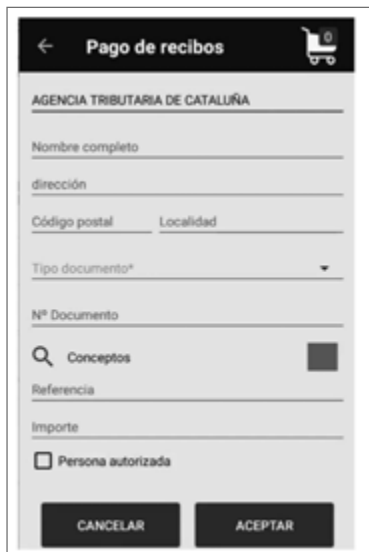 Pago de recibos
0
AGENCIA TRIBUTARIA DE CATALUÑA
Nombre completo
dirección
Código postal Localidad
Tipo documento*
Nº Documento
Conceptos
Referencia
Importe
Persona autorizada
CANCELAR ACEPTAR